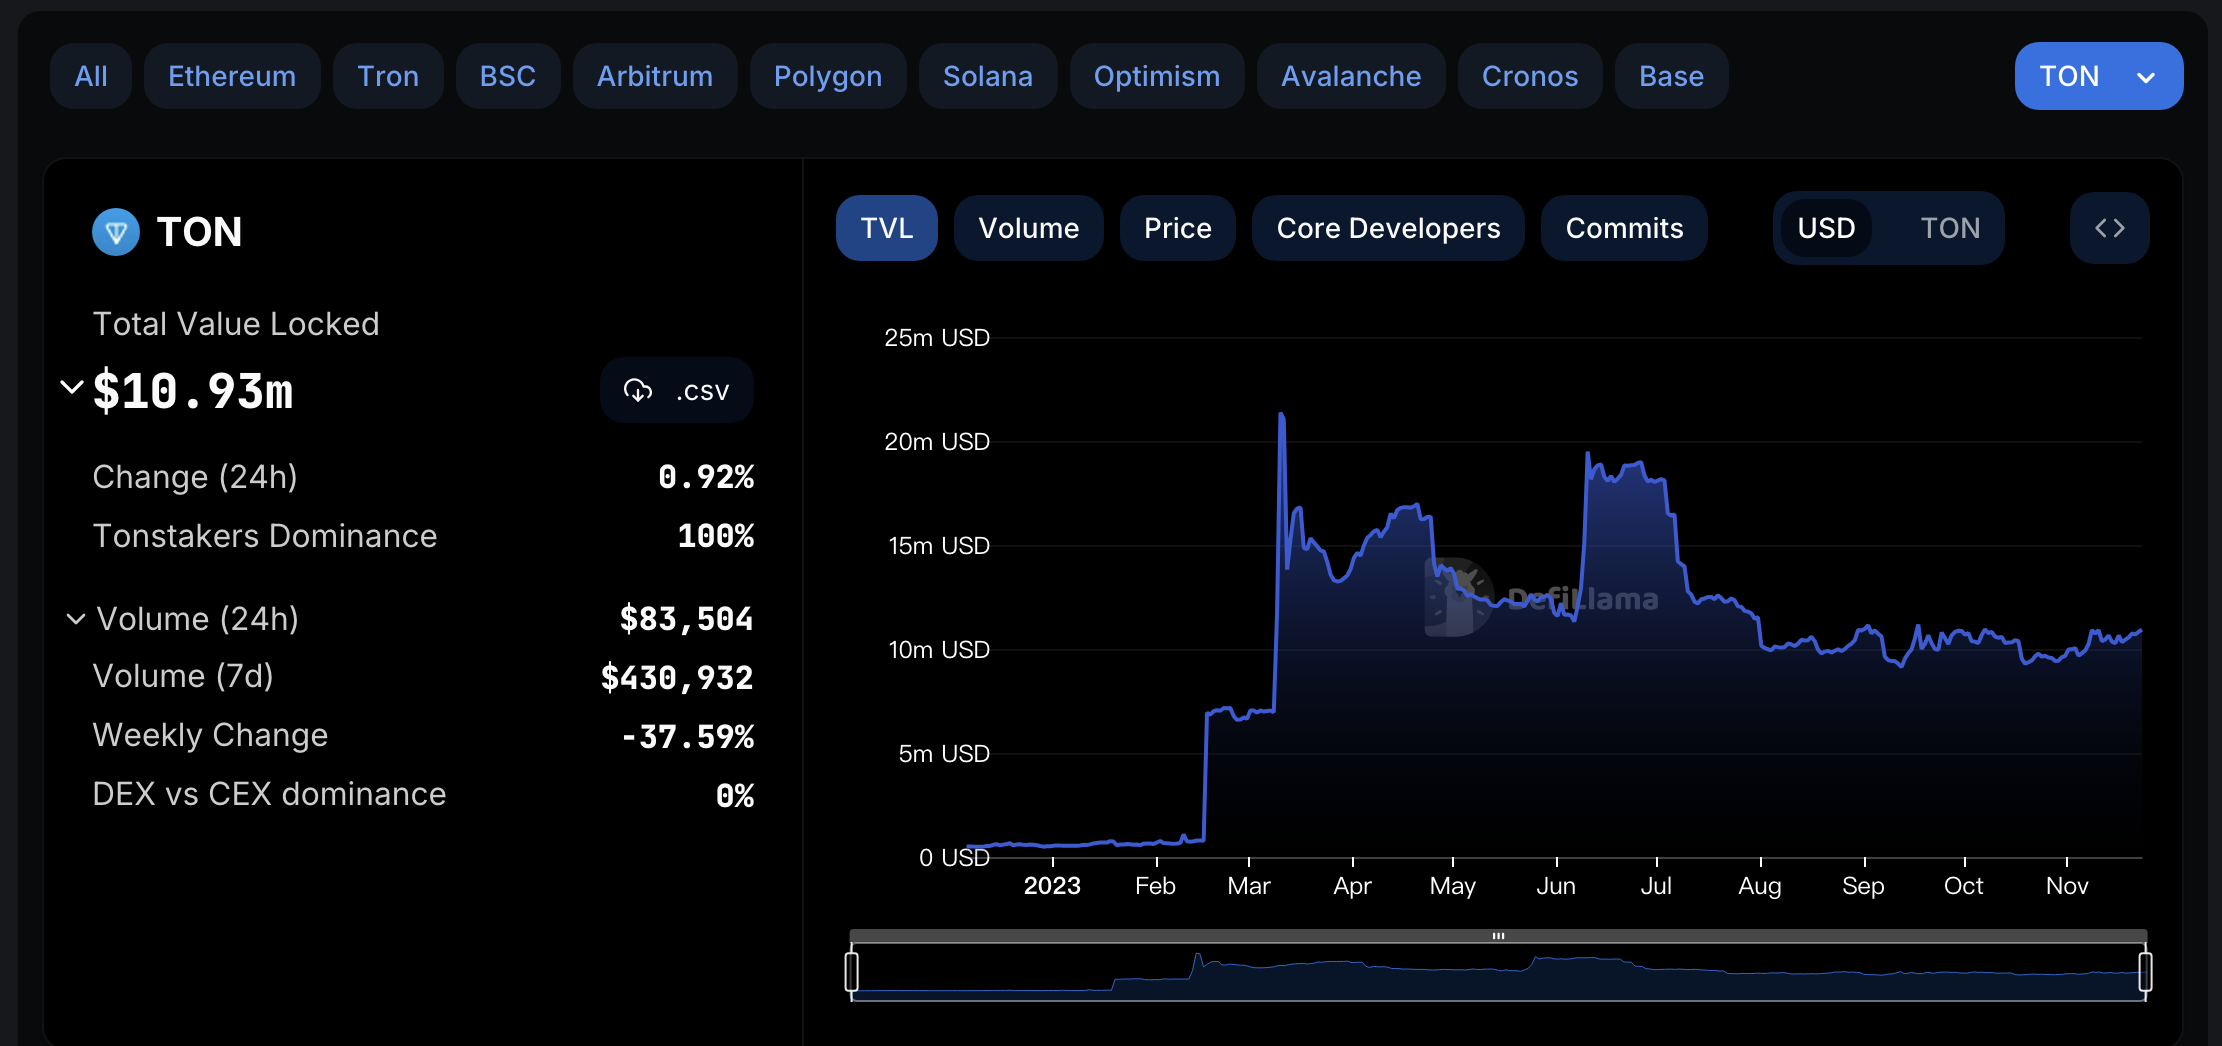 All Ethereum Tron BSC Arbitrum Polygon Solana Optimism Avalanche Cronos Base TON
TON
Total Value Locked
$10.93m .csv
Change (24h) 0.92%
Tonstakers Dominance 100%
Volume (24h) $83,504
Volume (7d) $430,932
Weekly Change -37.59%
DEX vs CEX dominance 0%
TVL Volume Price Core Developers Commits USD TON
25m USD
20m USD
15m USD
DefiLlama
10m USD
5m USD
0 USD
2023 Feb Mar Apr May Jun Jul Aug Sep Oct Nov